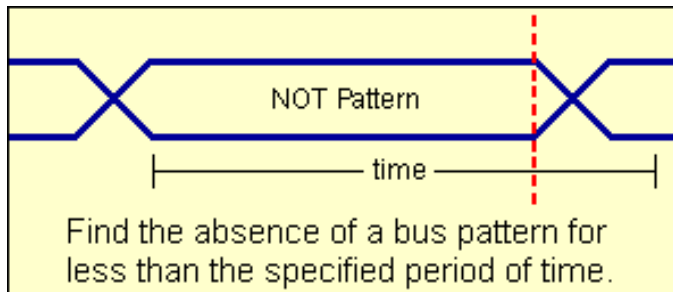 NOT Pattern
time
Find the absence of a bus pattern for
less than the specified period of time.